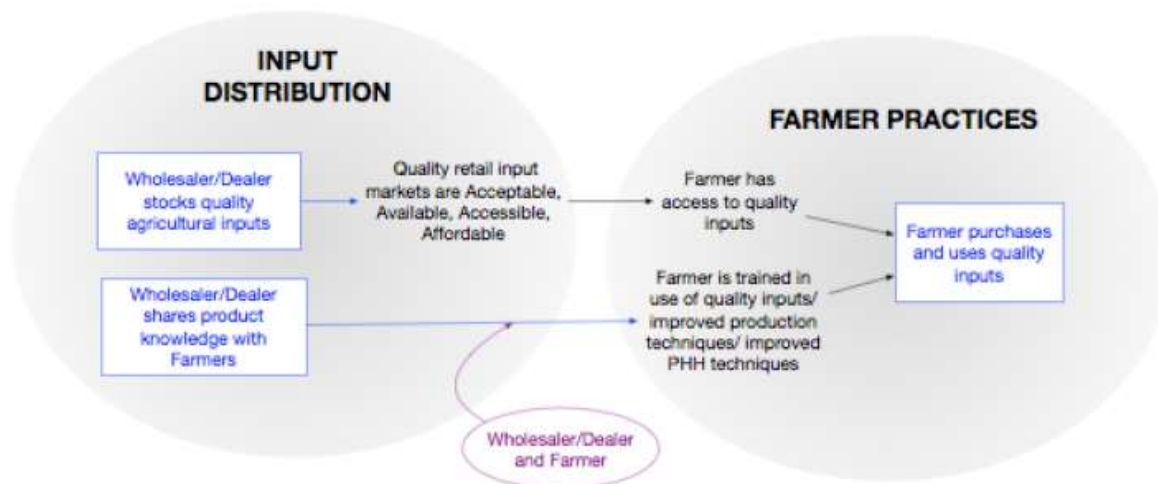 INPUT
DISTRIBUTION
Wholesaler/Dealer
stocks quality
agricultural inputs
Quality retail input
markets are Acceptable,
Available, Accessible,
Affordable
Wholesaler/Dealer
shares product
knowledge with
Farmers
FARMER PRACTICES
Farmer has
access to quality
inputs
Farmer is trained in
use of quality inputs/
improved production
techniques/ improved
PHH techniques
Farmer purchases
and uses quality
inputs
Wholesaler/Dealer
and Farmer